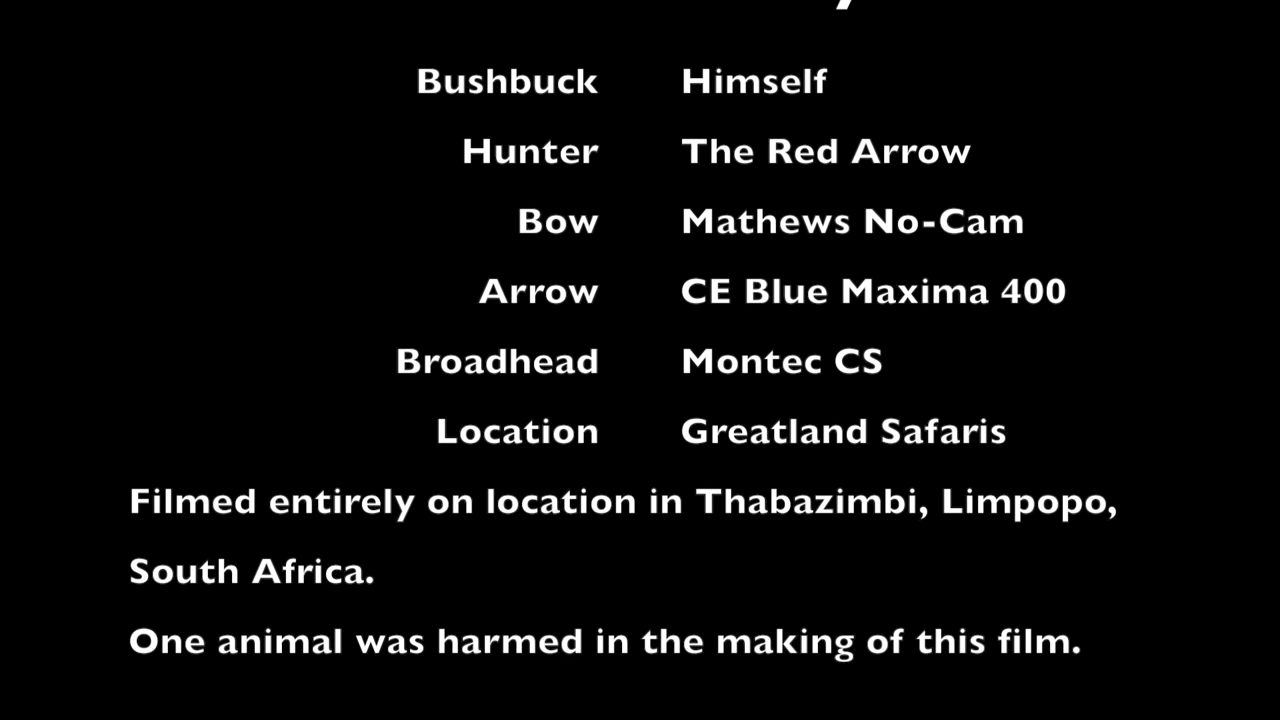 Bushbuck Himself
Hunter The Red Arrow
Bow Mathews No-Cam
Arrow CE Blue Maxima 400
Broadhead Montec CS
Location Greatland Safaris
Filmed entirely on location in Thabazimbi, Limpopo,
South Africa.
One animal was harmed in the making of this film.